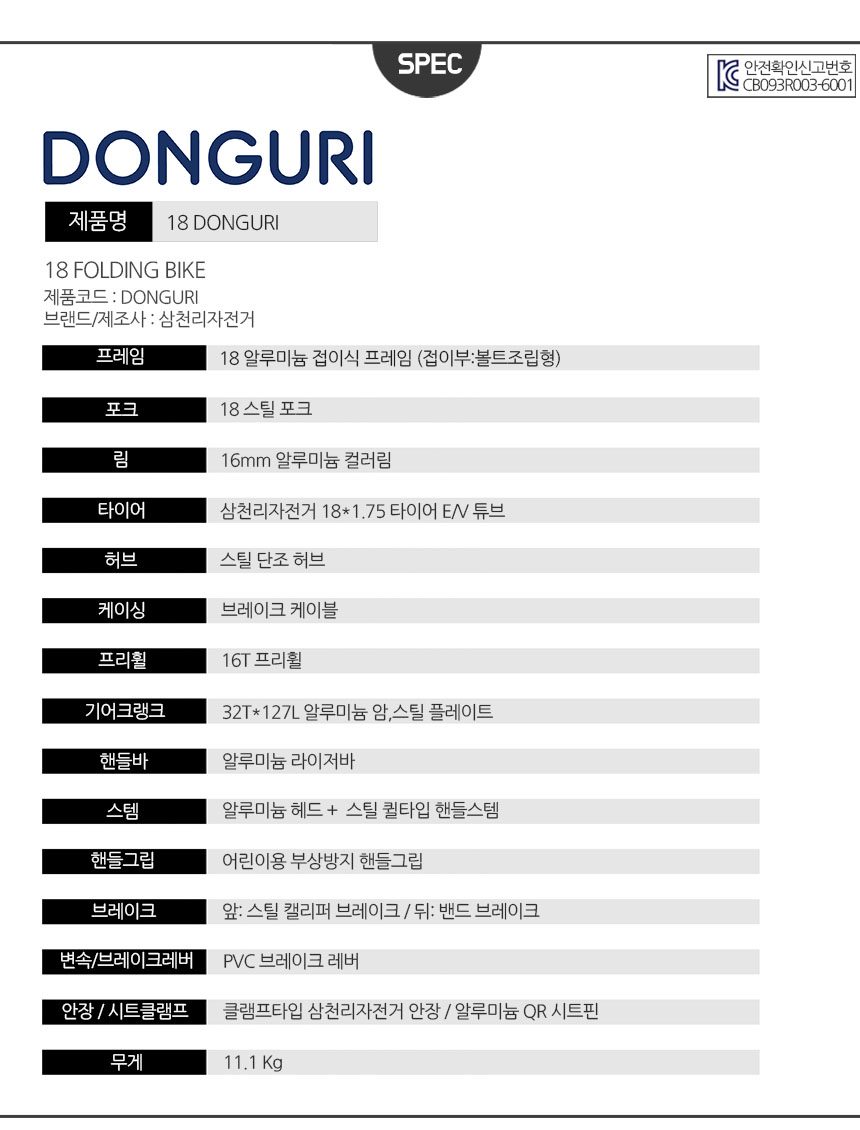 SPEC
안전확인신고번호
CB093R003-6001
DONGURI
제품명 18 DONGURI
18 FOLDING BIKE
제품코드 : DONGURI
브랜드/제조사 : 삼천리자전거
프레임 18 알루미늄 접이식 프레임 (접이부:볼트조립형)
포크 18 스틸 포크
림 16mm 알루미늄 컬러림
타이어 삼천리자전거 18*1.75 타이어 E/V 튜브
허브 스틸 단조 허브
케이싱 브레이크 케이블
프리휠 16T 프리휠
기어크랭크 32T*127L 알루미늄 암,스틸 플레이트
핸들바 알루미늄 라이저바
스템 알루미늄 헤드 + 스틸 퀼타입 핸들스템
핸들그립 어린이용 부상방지 핸들그립
브레이크 앞: 스틸 캘리퍼 브레이크 / 뒤: 밴드 브레이크
변속/브레이크레버 PVC 브레이크 레버
안장 / 시트클램프 클램프타입 삼천리자전거 안장 / 알루미늄 QR 시트핀
무게 11.1 Kg